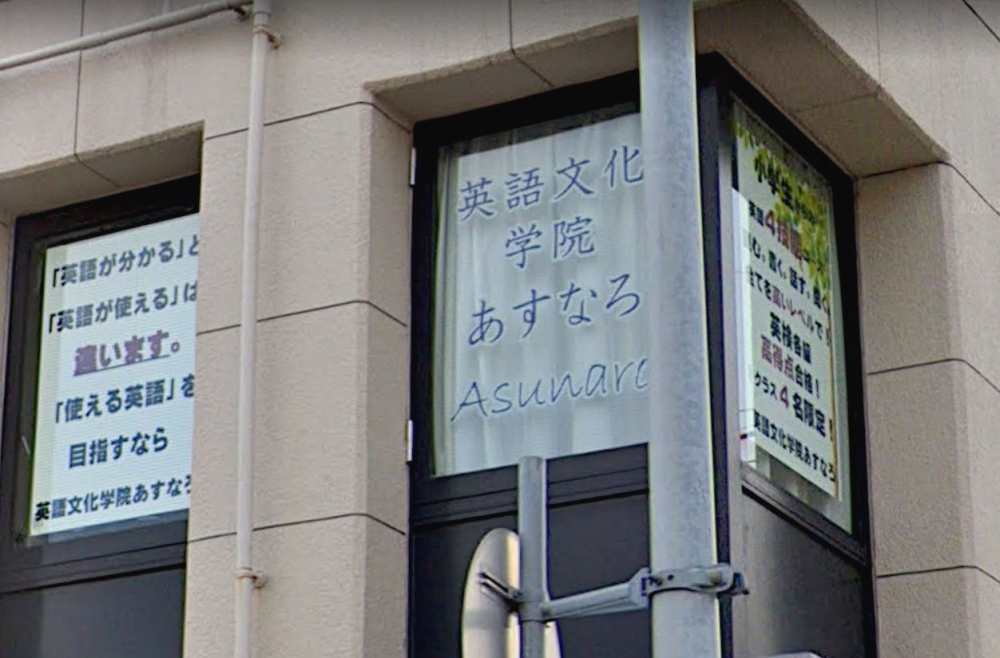 「英語が分かる」と
「英語が使える」は
違います。
「使える英語」を
目指すなら
英語文化学院あすなろ
英語文化
学院
あすなろ
Asunaro
小学生
英語4技能
む。書く。話す。
全てを高いレベルで！
英検各級
高得点合格！
クラス4名限定！
英語文化学院あすなろ